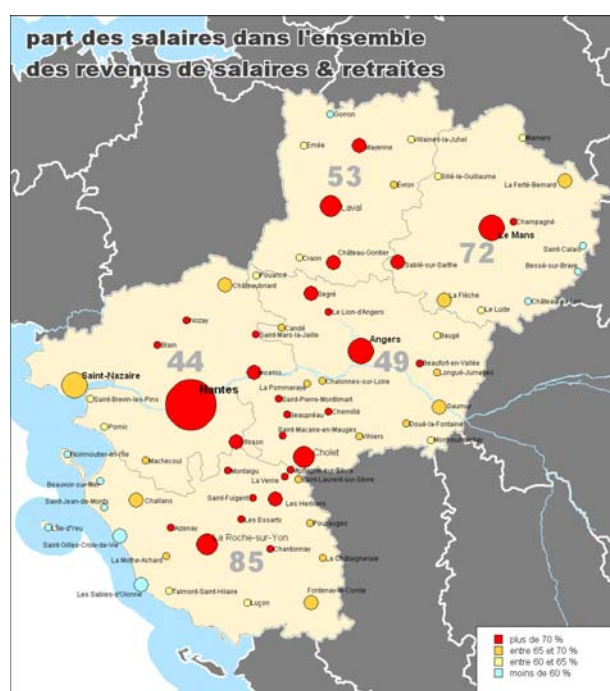 part des salaires dans l'ensemble
des revenus de salaires & retraites
Gorron
Ernée
Mayenne
Villaines-la-Juhel
Mamers
53
Évron
Sillé-le-Guillaume
La Ferté-Bernard
Laval
Champagné
Le Mans
72
Saint-Calais
Craon
Château-Gontier
Sablé-sur-Sarthe
Bessé-sur-Braye
Pouancé
Châteaubriant
Segré
La Flèche
Le Lude
Le Lion d'Angers
Nozay
Candé
Saint-Mars-la-Jaille
Baugé
Blain
Angers
44
49
Beaufort-en-Vallée
Longué-Jumelles
Saint-Nazaire
Ancenis
La Pommeraye
Chalonnes-sur-Loire
Nantes
Saint-Brevin-les-Pins
Saint-Pierre-Montlimart
Saumur
Beaupréau
Chemillé
Doué-la-Fontaine
Pornic
Saint-Macaire-en-Mauges
Vihiers
Clisson
Noirmoutier-en-l'Île
Machecoul
Cholet
Montaigu
Mortagne-sur-Sèvre
La Verrie
Saint-Laurent-sur-Sèvre
Beauvoir-sur-Mer
Saint-Jean-de-Monts
Challans
Saint-Fulgent
Les Herbiers
L'Île-d'Yeu
Aizenay
Les Essarts
Pouzauges
Saint-Gilles-Croix-de-Vie
La Roche-sur-Yon
Chantonnay
La Mothe-Achard
La Châtaigneraie
85
Les Sables-d'Olonne
Talmont-Saint-Hilaire
Luçon
Fontenay-le-Comte
plus de 70 %
entre 65 et 70 %
entre 60 et 65 %
moins de 60 %